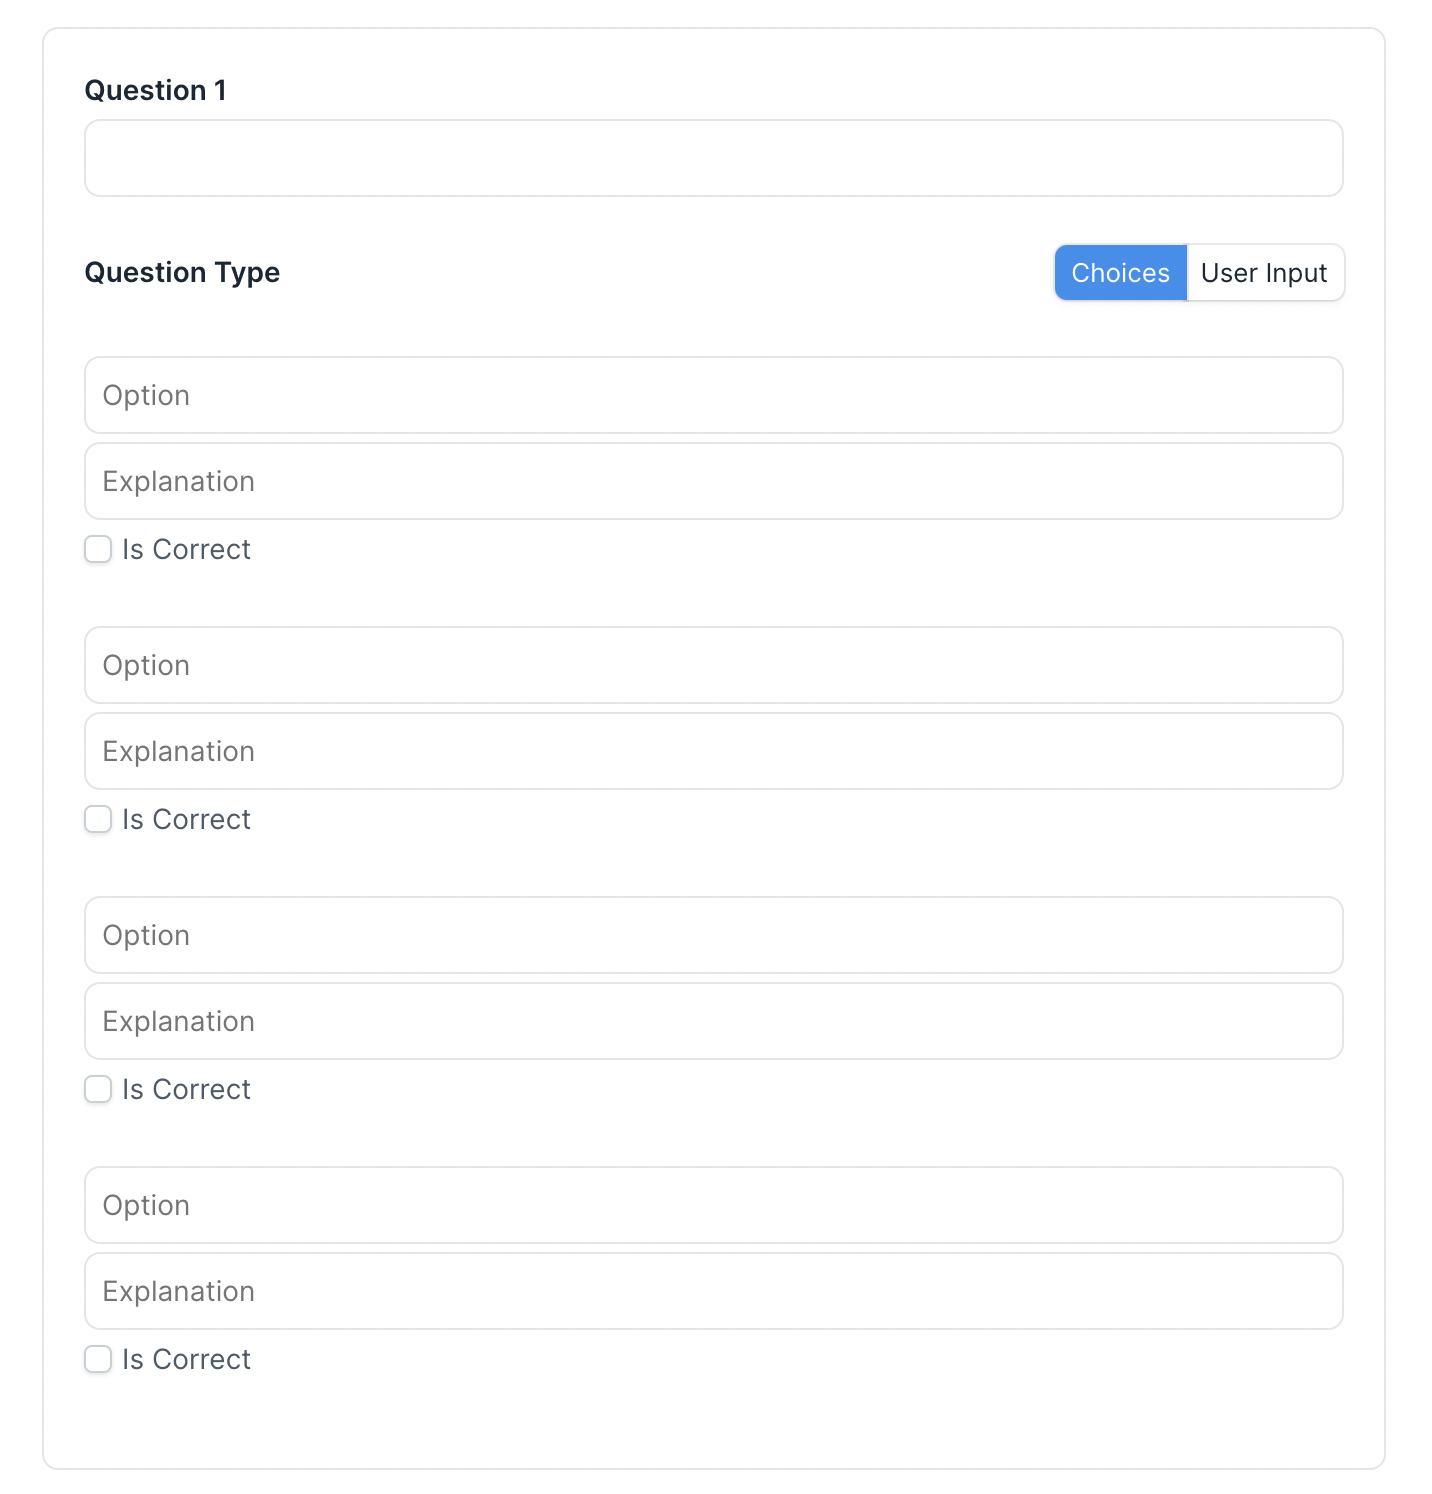 Question 1
Question Type
Choices User Input
Option
Explanation
Is Correct
Option
Explanation
Is Correct
Option
Explanation
Is Correct
Option
Explanation
Is Correct